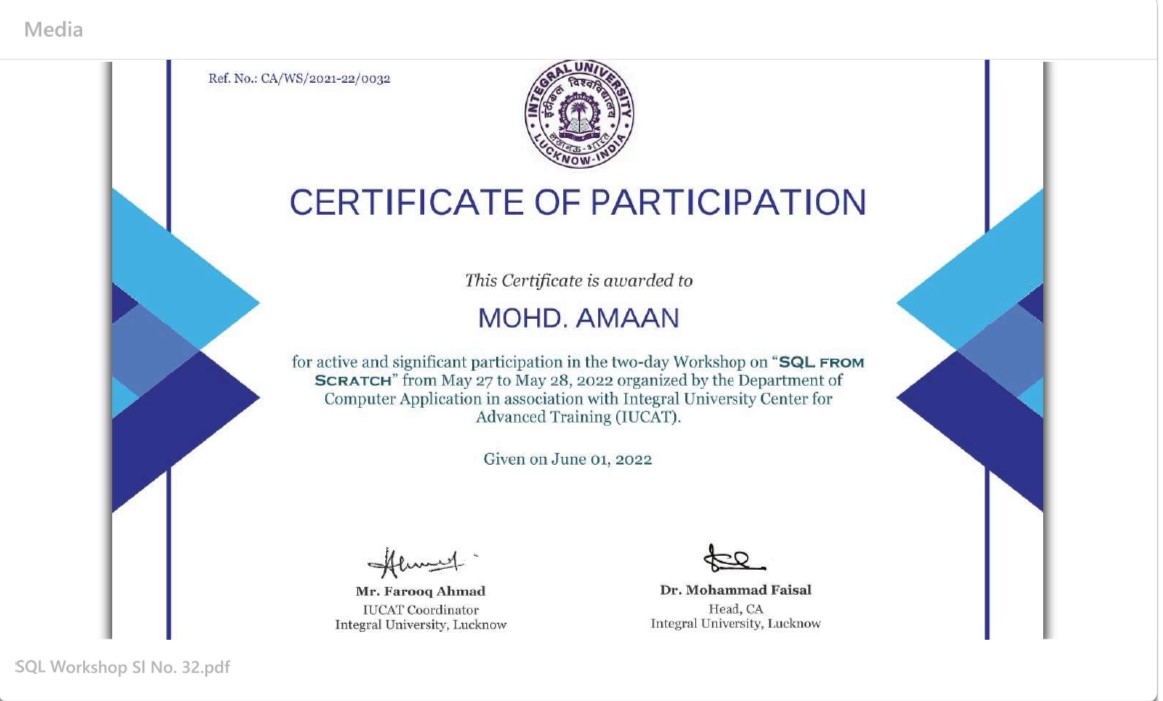 Media
Ref. No.: CA/WS/2021-22/0032
INTEGRAL UNIVERSITY
इंटीग्रल विश्वविद्यालय
लखनऊ-भारत
LUCKNOW-INDIA
CERTIFICATE OF PARTICIPATION
This Certificate is awarded to
MOHD. AMAAN
for active and significant participation in the two-day Workshop on “SQL FROM
SCRATCH” from May 27 to May 28, 2022 organized by the Department of
Computer Application in association with Integral University Center for
Advanced Training (IUCAT).
Given on June 01, 2022
Mr. Farooq Ahmad
IUCAT Coordinator
Integral University, Lucknow
Dr. Mohammad Faisal
Head, CA
Integral University, Lucknow
SQL Workshop Sl No. 32.pdf